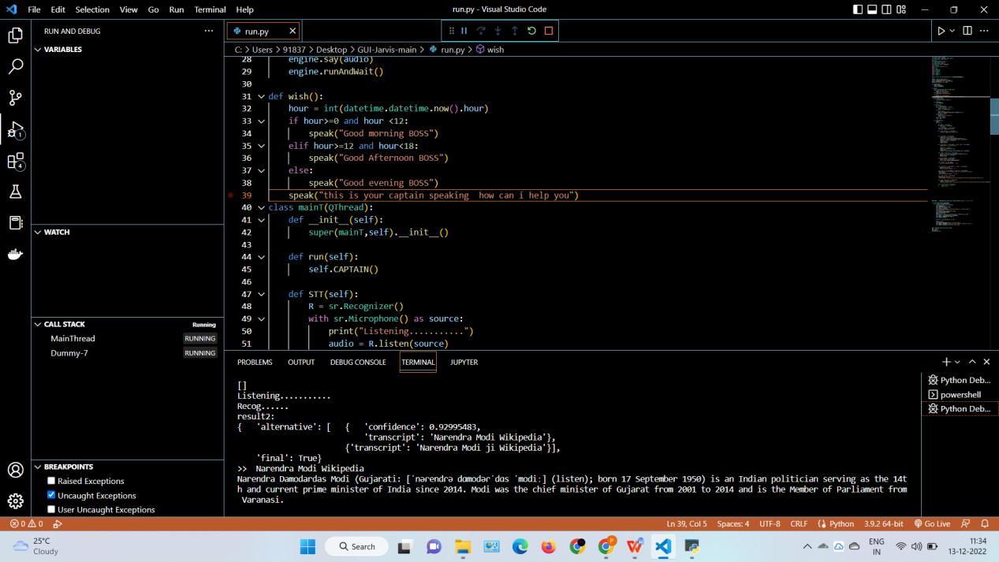 File Edit Selection View Go Run Terminal Help
run.py - Visual Studio Code
RUN AND DEBUG
VARIABLES
WATCH
CALL STACK Running
MainThread RUNNING
Dummy-7 RUNNING
BREAKPOINTS
Raised Exceptions
Uncaught Exceptions
User Uncaught Exceptions
1
4
run.py
C: > Users > 91837 > Desktop > GUI-Jarvis-main > run.py > wish
28 engine.say(audio)
29 engine.runAndWait()
30
31 def wish():
32 hour = int(datetime.datetime.now().hour)
33 if hour>=0 and hour <12:
34 speak("Good morning BOSS")
35 elif hour>=12 and hour<18:
36 speak("Good Afternoon BOSS")
37 else:
38 speak("Good evening BOSS")
39 speak("this is your captain speaking  how can i help you")
40 class mainT(QThread):
41 def __init__(self):
42 super(mainT,self).__init__()
43
44 def run(self):
45 self.CAPTAIN()
46
47 def STT(self):
48 R = sr.Recognizer()
49 with sr.Microphone() as source:
50 print("Listening...........")
51 audio = R.listen(source)
PROBLEMS OUTPUT DEBUG CONSOLE TERMINAL JUPYTER
[]
Listening...........
Recog......
result2:
{   'alternative': [   {   'confidence': 0.92995483,
'transcript': 'Narendra Modi Wikipedia'},
{'transcript': 'Narendra Modi ji Wikipedia'}],
'final': True}
>>  Narendra Modi Wikipedia
Narendra Damodardas Modi (Gujarati: [ˈnərendrə dɑmodərˈdɑs ˈmodiː] (listen); born 17 September 1950) is an Indian politician serving as the 14t
h and current prime minister of India since 2014. Modi was the chief minister of Gujarat from 2001 to 2014 and is the Member of Parliament from
Varanasi.
Python Deb...
powershell
Python Deb...
0 0
Ln 39, Col 5 Spaces: 4 UTF-8 CRLF Python 3.9.2 64-bit Go Live
25°C
Cloudy
Search
P
ENG
IN
11:34
13-12-2022